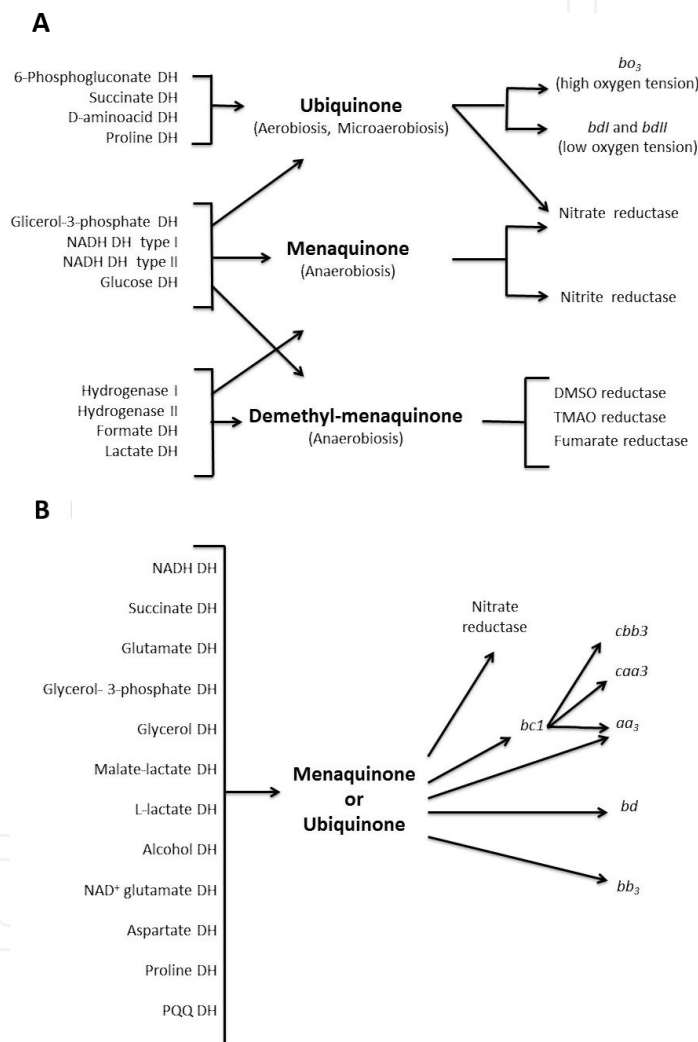 A
6-Phosphogluconate DH
Succinate DH
D-aminoacid DH
Proline DH
Ubiquinone
(Aerobiosis, Microaerobiosis)
bo3
(high oxygen tension)
bdI and bdII
(low oxygen tension)
Glicerol-3-phosphate DH
NADH DH type I
NADH DH type II
Glucose DH
Menaquinone
(Anaerobiosis)
Nitrate reductase
Nitrite reductase
Hydrogenase I
Hydrogenase II
Formate DH
Lactate DH
Demethyl-menaquinone
(Anaerobiosis)
DMSO reductase
TMAO reductase
Fumarate reductase
B
NADH DH
Succinate DH
Glutamate DH
Glycerol- 3-phosphate DH
Glycerol DH
Malate-lactate DH
L-lactate DH
Alcohol DH
NAD+ glutamate DH
Aspartate DH
Proline DH
PQQ DH
Menaquinone
or
Ubiquinone
Nitrate
reductase
bc1
cbb3
caa3
aa3
bd
bb3